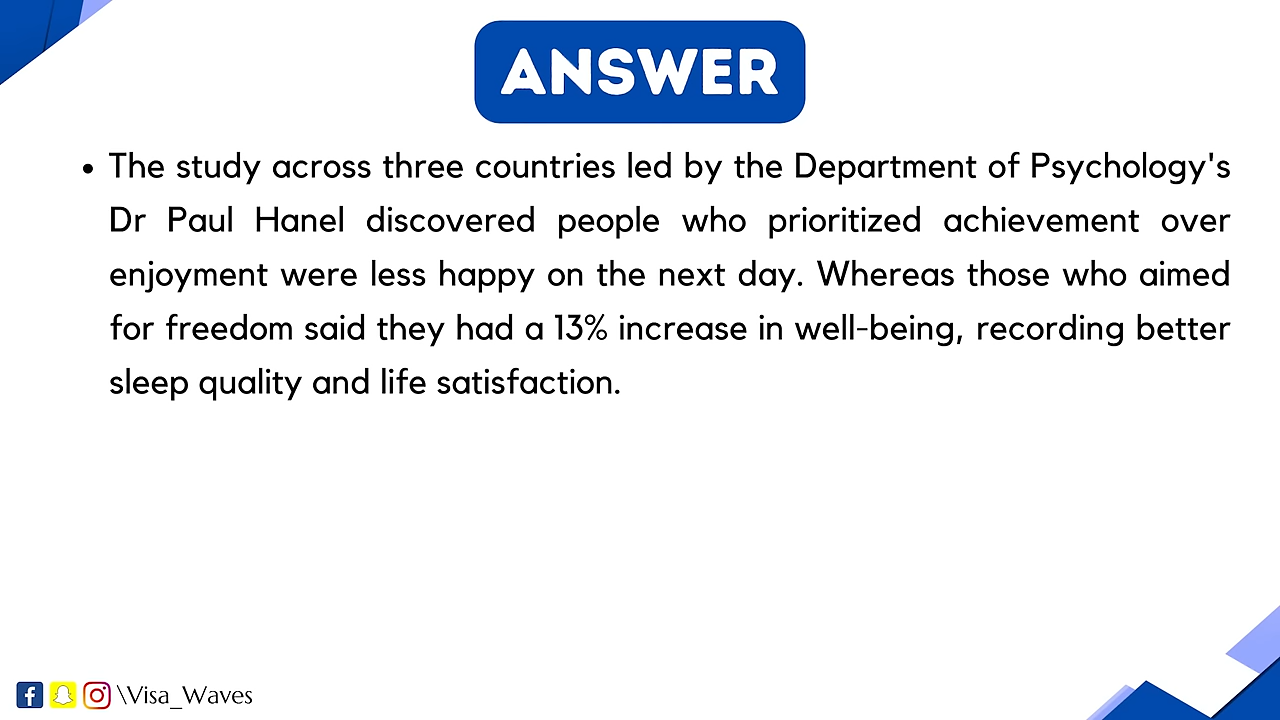 ANSWER
• The study across three countries led by the Department of Psychology's
Dr Paul Hanel discovered people who prioritized achievement over
enjoyment were less happy on the next day. Whereas those who aimed
for freedom said they had a 13% increase in well-being, recording better
sleep quality and life satisfaction.
\Visa_Waves